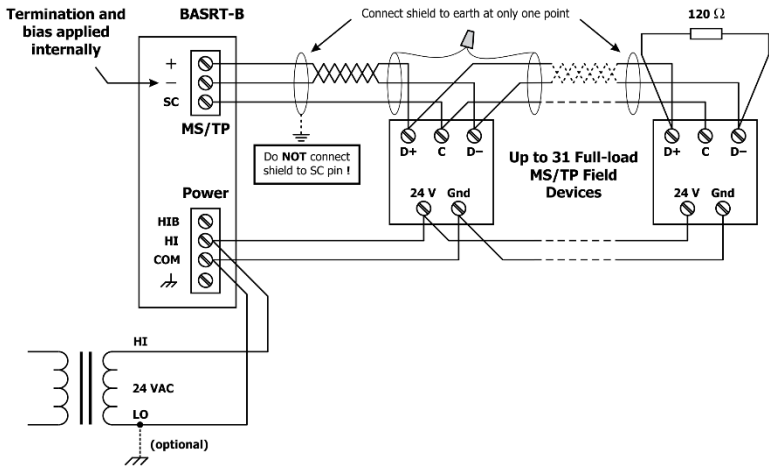 Termination and
bias applied
internally
BASRT-B
Connect shield to earth at only one point
120 Ω
+
−
SC
MS/TP
Do NOT connect
shield to SC pin !
D+ C D−
Up to 31 Full-load
MS/TP Field
Devices
D+ C D−
24 V Gnd
24 V Gnd
Power
HIB
HI
COM
HI
24 VAC
LO
(optional)